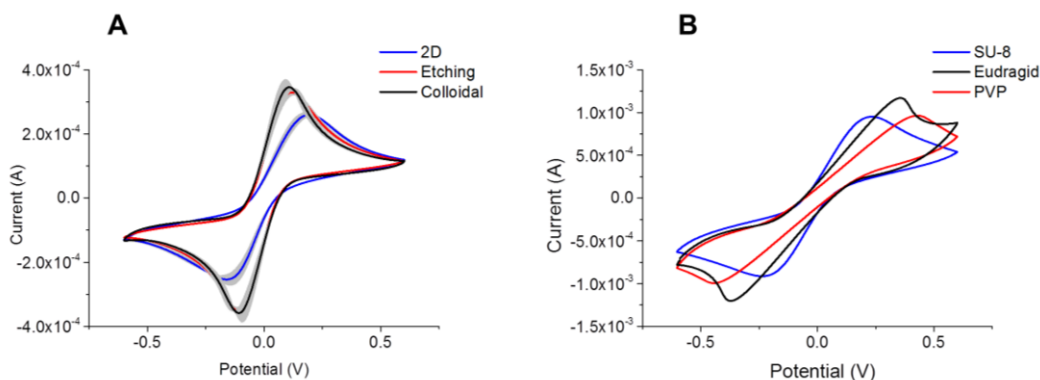 A
2D
Etching
Colloidal
4.0x10⁻⁴
2.0x10⁻⁴
0.0
-2.0x10⁻⁴
-4.0x10⁻⁴
Current (A)
-0.5
0.0
0.5
Potential (V)
B
SU-8
Eudragid
PVP
1.5x10⁻³
1.0x10⁻³
5.0x10⁻⁴
0.0
-5.0x10⁻⁴
-1.0x10⁻³
-1.5x10⁻³
Current (A)
-0.5
0.0
0.5
Potential (V)